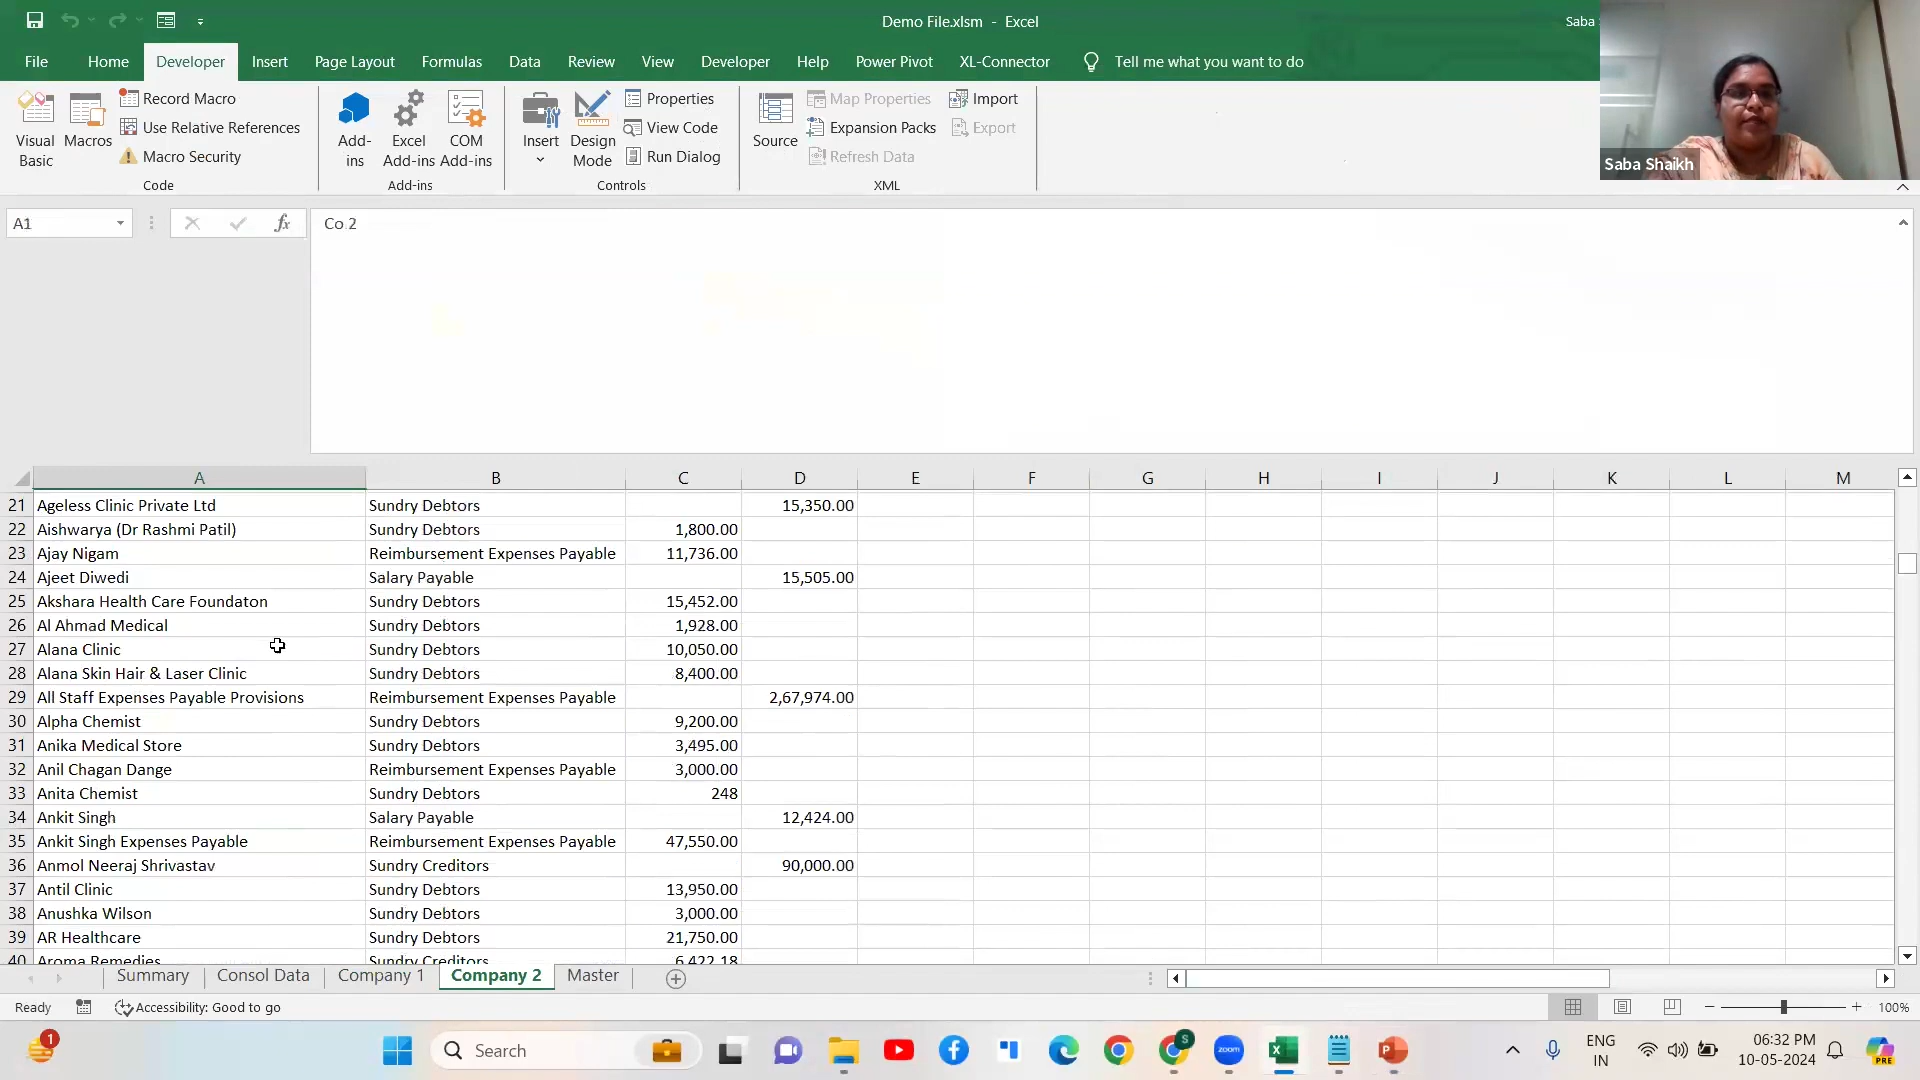 Demo File.xlsm - Excel
Saba
File Home Developer Insert Page Layout Formulas Data Review View Developer Help Power Pivot XL-Connector Tell me what you want to do
Visual Basic
Macros
Record Macro
Use Relative References
Macro Security
Code
Add-ins
Excel Add-ins
COM Add-ins
Add-ins
Insert
Design Mode
Properties
View Code
Run Dialog
Controls
Source
Map Properties
Expansion Packs
Refresh Data
Import
Export
XML
Saba Shaikh
A1
fx
Co 2
A B C D E F G H I J K L M
21 Ageless Clinic Private Ltd Sundry Debtors 15,350.00
22 Aishwarya (Dr Rashmi Patil) Sundry Debtors 1,800.00
23 Ajay Nigam Reimbursement Expenses Payable 11,736.00
24 Ajeet Diwedi Salary Payable 15,505.00
25 Akshara Health Care Foundaton Sundry Debtors 15,452.00
26 Al Ahmad Medical Sundry Debtors 1,928.00
27 Alana Clinic Sundry Debtors 10,050.00
28 Alana Skin Hair & Laser Clinic Sundry Debtors 8,400.00
29 All Staff Expenses Payable Provisions Reimbursement Expenses Payable 2,67,974.00
30 Alpha Chemist Sundry Debtors 9,200.00
31 Anika Medical Store Sundry Debtors 3,495.00
32 Anil Chagan Dange Reimbursement Expenses Payable 3,000.00
33 Anita Chemist Sundry Debtors 248
34 Ankit Singh Salary Payable 12,424.00
35 Ankit Singh Expenses Payable Reimbursement Expenses Payable 47,550.00
36 Anmol Neeraj Shrivastav Sundry Creditors 90,000.00
37 Antil Clinic Sundry Debtors 13,950.00
38 Anushka Wilson Sundry Debtors 3,000.00
39 AR Healthcare Sundry Debtors 21,750.00
40 Aroma Remedies Sundry Creditors 6,422.18
Summary Consol Data Company 1 Company 2 Master
Ready Accessibility: Good to go 100%
1
Search
S
zoom
ENG
IN
06:32 PM
10-05-2024
PRE